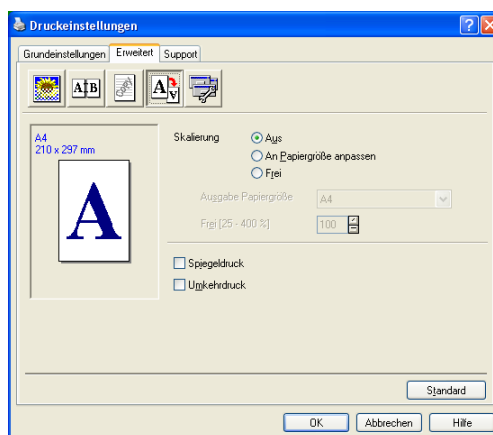 Druckeinstellungen
Grundeinstellungen Erweitert Support
A B
A A
A4
210 x 297 mm
A
Skalierung Aus
An Papiergröße anpassen
Frei
Ausgabe Papiergröße A4
Frei [25 - 400 %] 100
Spiegeldruck
Umkehrdruck
Standard
OK Abbrechen Hilfe